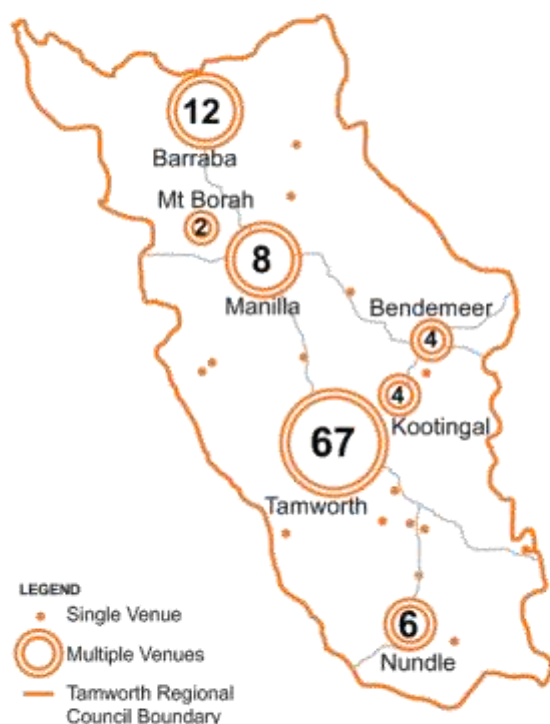 12
Barraba
Mt Borah
2
8
Manilla
Bendemeer
4
4
Kootingal
67
Tamworth
6
Nundle
LEGEND
Single Venue
Multiple Venues
Tamworth Regional
Council Boundary